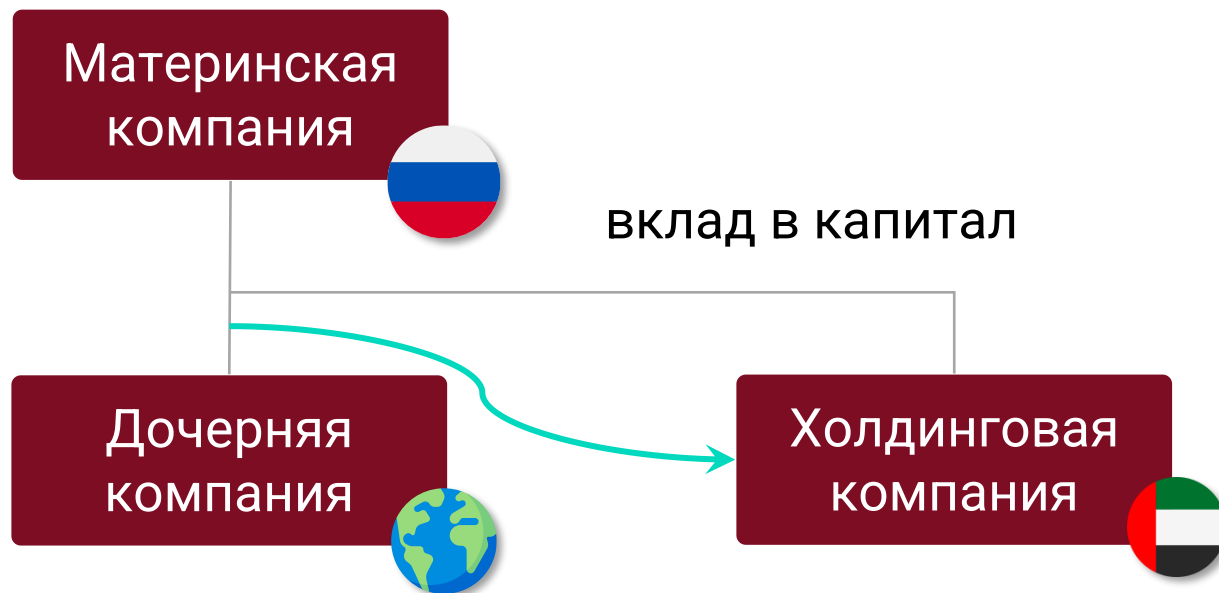 Материнская
компания
вклад в капитал
Дочерняя
компания
Холдинговая
компания